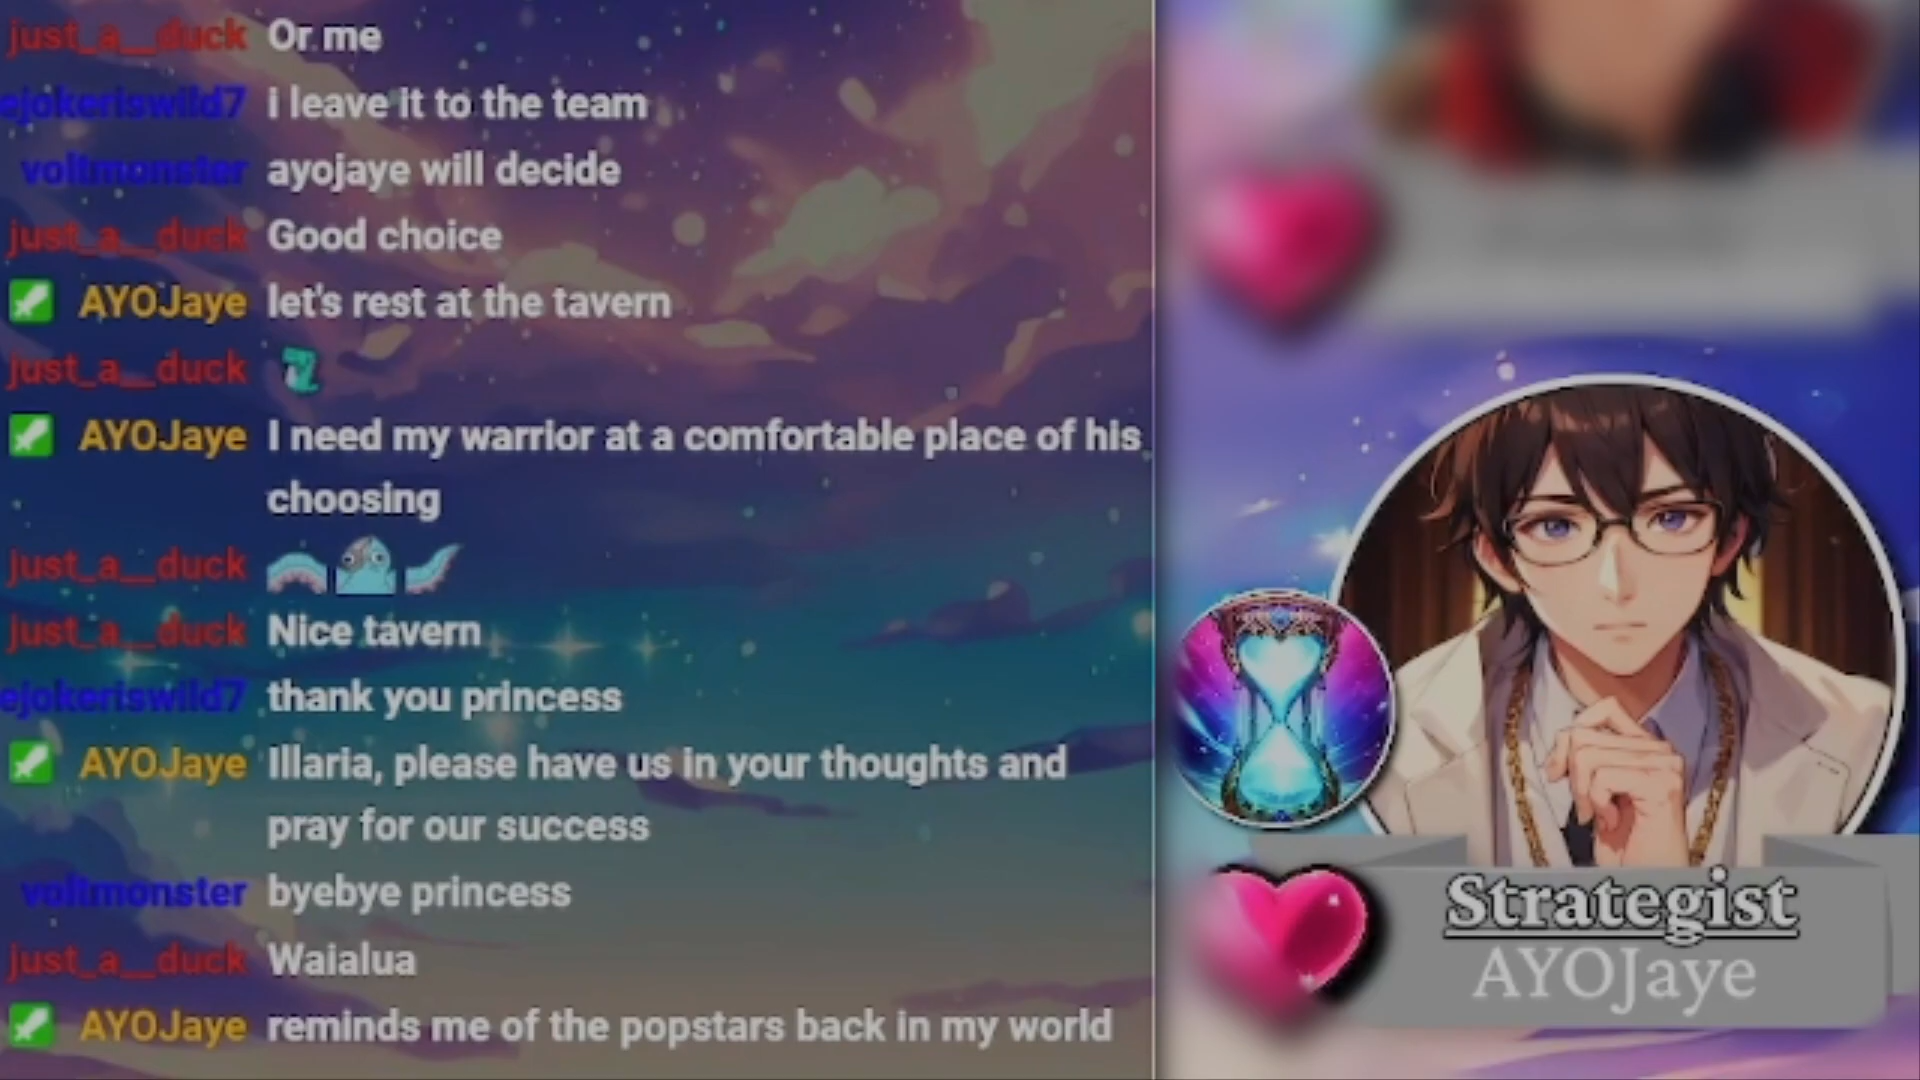 just_a__duck Or me
ejokeriswild7 i leave it to the team
voltmonster ayojaye will decide
just_a__duck Good choice
AYOJaye let's rest at the tavern
just_a__duck
AYOJaye I need my warrior at a comfortable place of his
choosing
just_a__duck
just_a__duck Nice tavern
ejokeriswild7 thank you princess
AYOJaye Illaria, please have us in your thoughts and
pray for our success
voltmonster byebye princess
just_a__duck Waialua
AYOJaye reminds me of the popstars back in my world
Strategist
AYOJaye